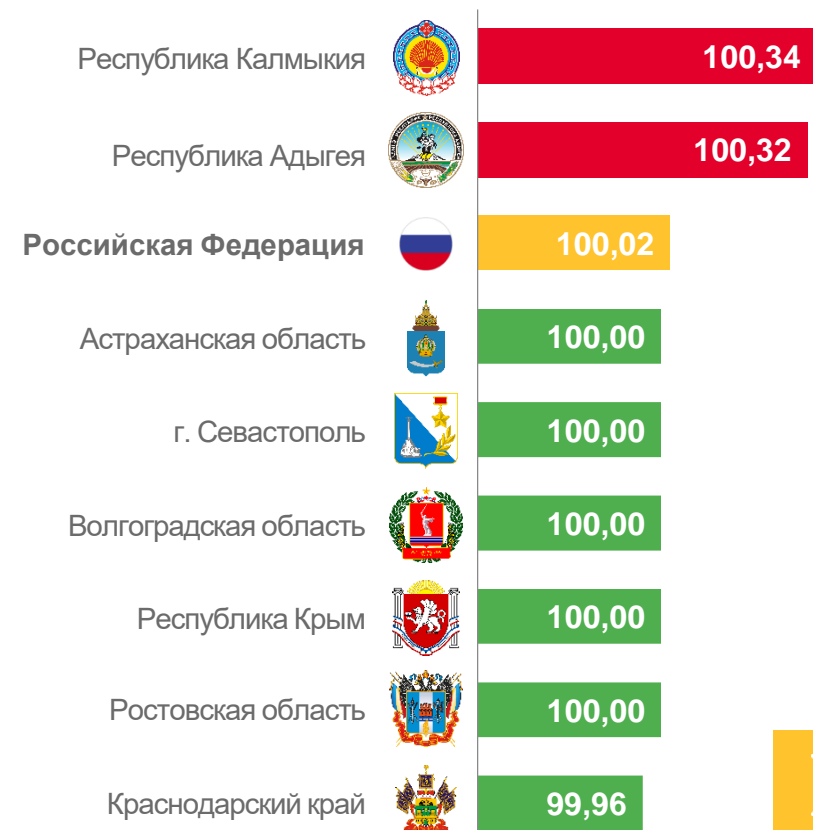 Республика Калмыкия 100,34
Республика Адыгея 100,32
Российская Федерация 100,02
Астраханская область 100,00
г. Севастополь 100,00
Волгоградская область 100,00
Республика Крым 100,00
Ростовская область 100,00
Краснодарский край 99,96